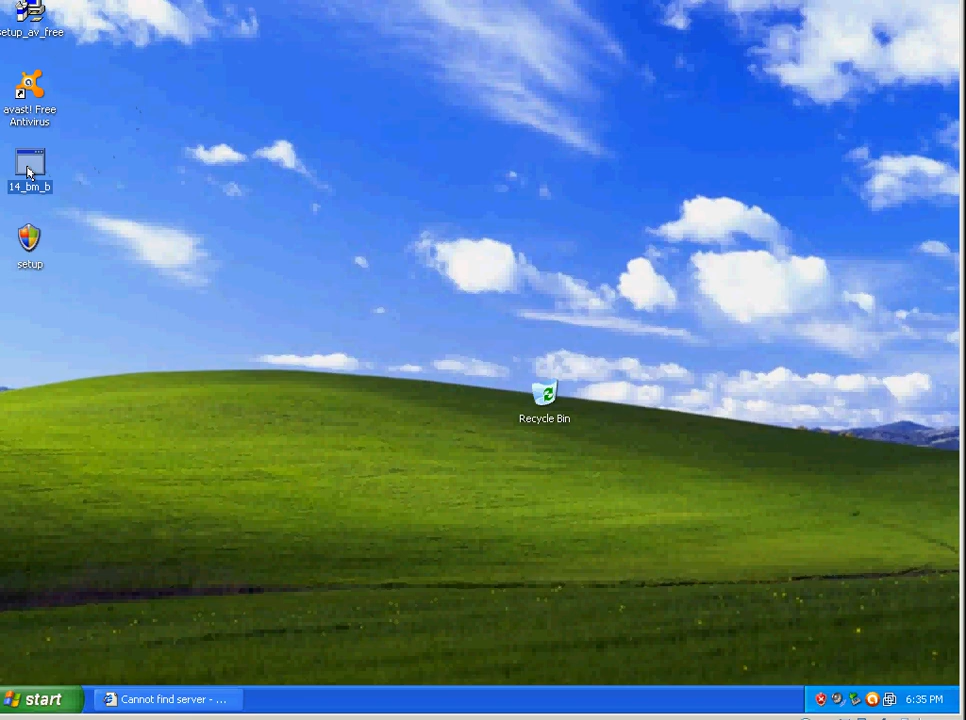 setup_av_free
avast! Free
Antivirus
14_bm_b
setup
Recycle Bin
start
Cannot find server - ...
6:35 PM